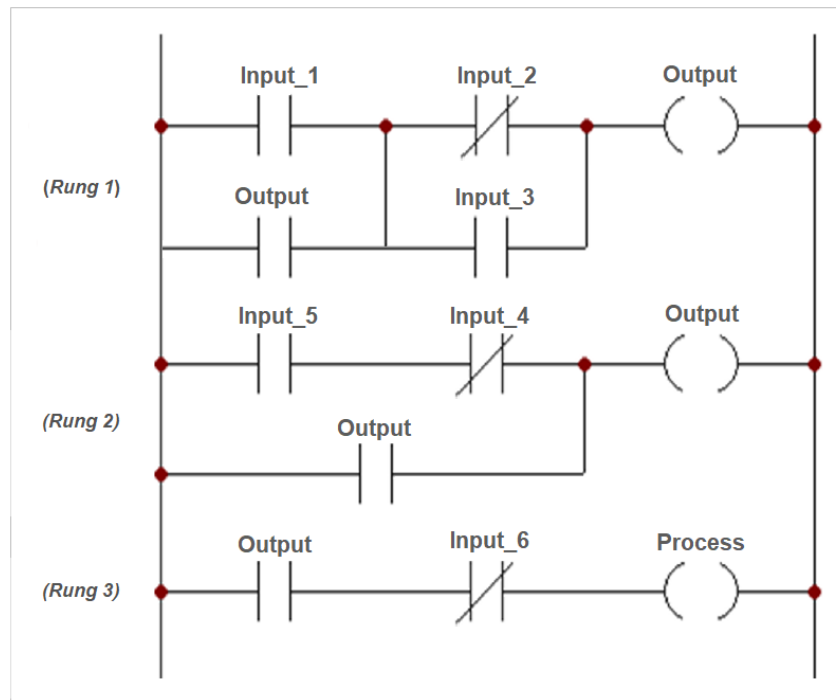 Input_1 Input_2 Output
(Rung 1)
Output Input_3
Input_5 Input_4 Output
(Rung 2)
Output
Output Input_6 Process
(Rung 3)